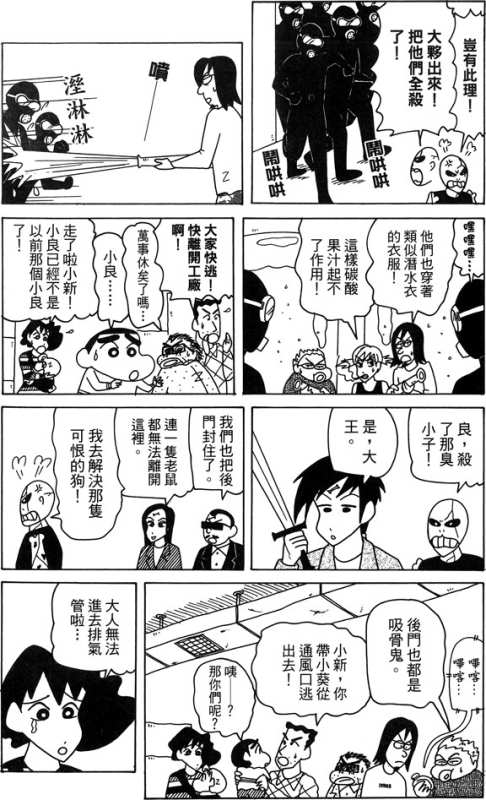 豈有此理！
大夥出來！
把他們全殺
了！
鬧哄哄
鬧哄哄
噴
溼淋淋
嘿嘿嘿…
他們也穿著
類似潛水衣
的衣服！
這樣碳酸
果汁起不
了作用！
大家快逃！
快離開工廠
啊！
萬事休矣了嗎…
小良……
走了啦小新！
小良已經不是
以前那個小良
了！
良，殺
了那臭
小子！
是，大
王。
我們也把後
門封住了。
連一隻老鼠
都無法離開
這裡。
我去解決那隻
可恨的狗！
嗶喀…
嗶喀…
後門也都是
吸骨鬼。
小新，你
帶小葵從
通風口逃
出去！
咦——？
那你們呢？
大人無法
進去排氣
管啦…